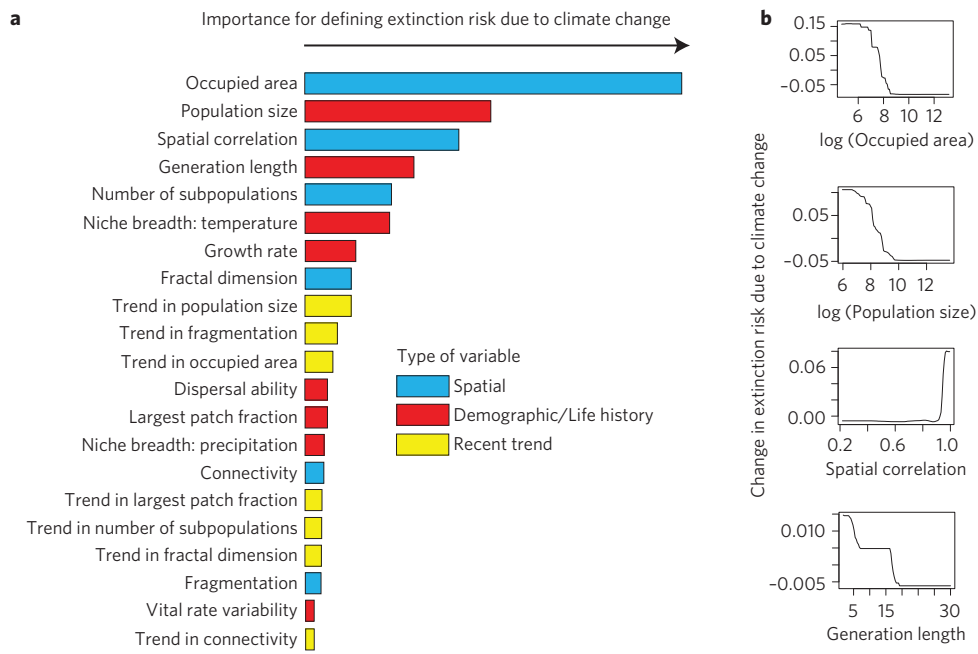 a
Importance for defining extinction risk due to climate change
Occupied area
Population size
Spatial correlation
Generation length
Number of subpopulations
Niche breadth: temperature
Growth rate
Fractal dimension
Trend in population size
Trend in fragmentation
Trend in occupied area
Dispersal ability
Largest patch fraction
Niche breadth: precipitation
Connectivity
Trend in largest patch fraction
Trend in number of subpopulations
Trend in fractal dimension
Fragmentation
Vital rate variability
Trend in connectivity
Type of variable
Spatial
Demographic/Life history
Recent trend
b
Change in extinction risk due to climate change
0.15
0.05
−0.05
6 8 10 12
log (Occupied area)
0.05
−0.05
6 8 10 12
log (Population size)
0.06
0.00
0.2 0.6 1.0
Spatial correlation
0.010
−0.005
5 15 30
Generation length